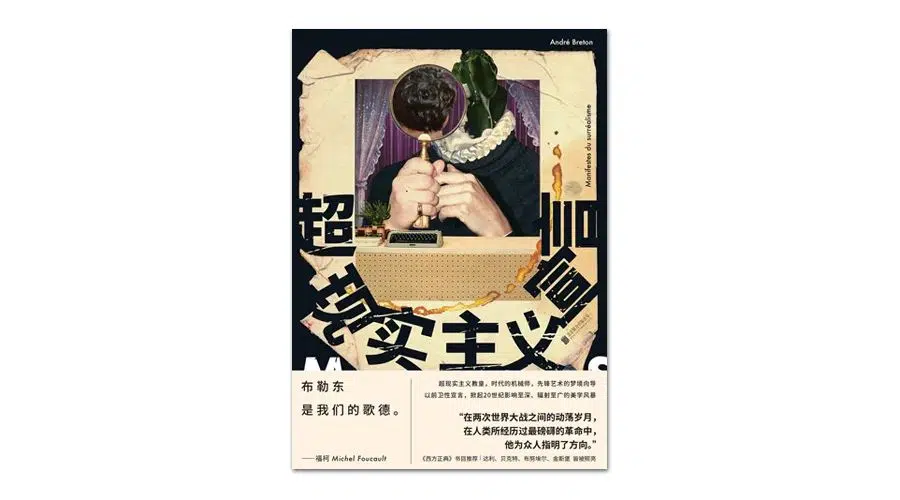 André Breton
Manifestes du surréalisme
超现实主义宣言
布勒东
是我们的歌德。
——福柯 Michel Foucault
超现实主义教皇，时代的机械师，先锋艺术的梦境向导
以前卫性宣言，掀起20世纪影响至深、辐射至广的美学风暴
“在两次世界大战之间的动荡岁月，
在人类所经历过最磅礴的革命中，
他为众人指明了方向。”
《西方正典》书目推荐｜达利、贝克特、布努埃尔、金斯堡 皆被照亮